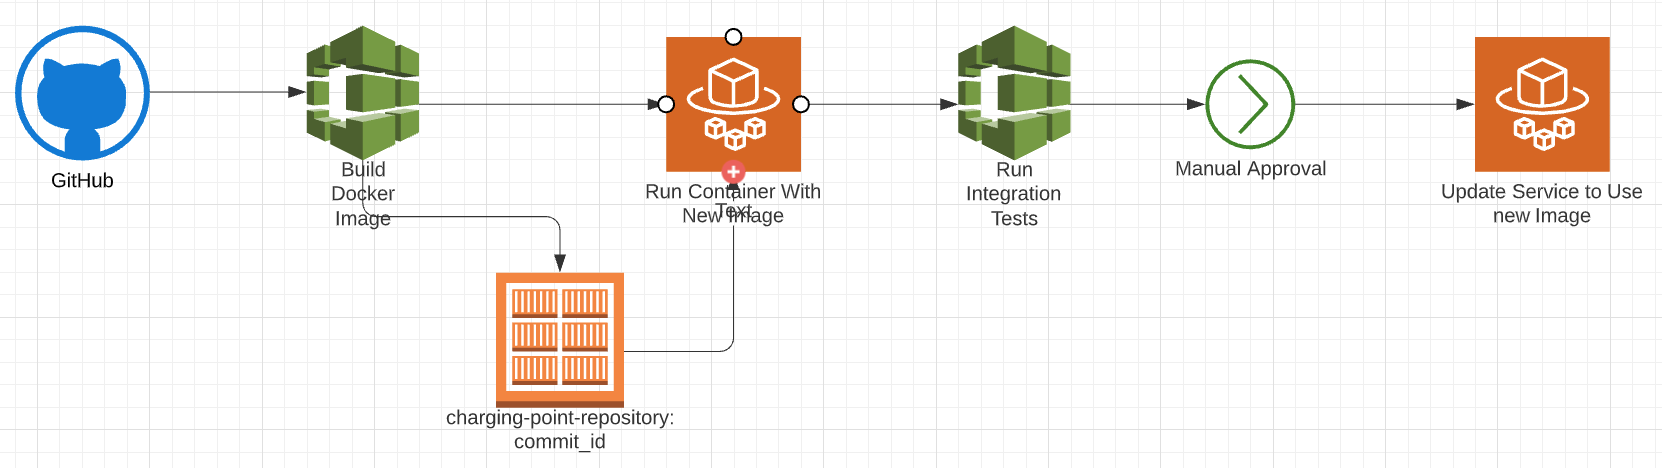 GitHub
Build
Docker
Image
Run Container With
New Image
Text
Run
Integration
Tests
Manual Approval
Update Service to Use
new Image
charging-point-repository:
commit_id